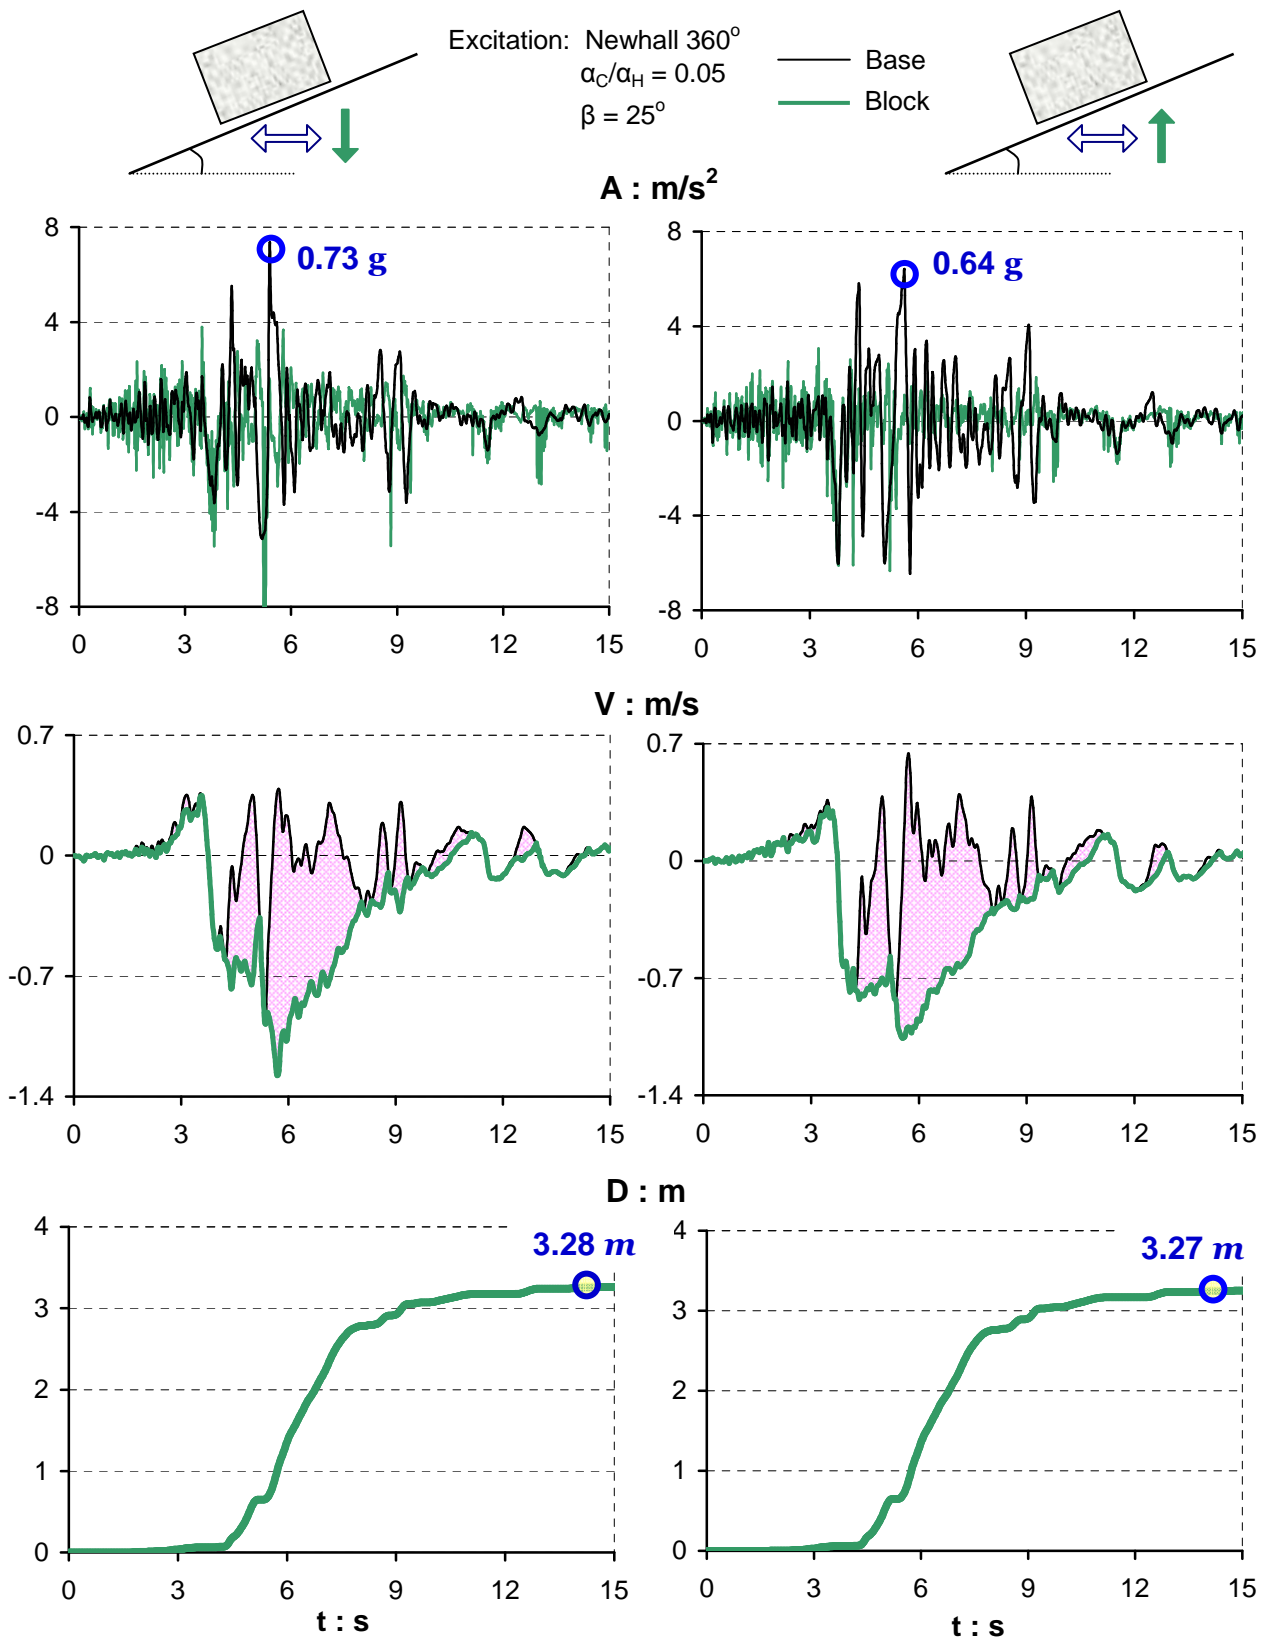 Excitation: Newhall 360°
α_C/α_H = 0.05
β = 25°
Base
Block
A : m/s²
8
4
0
-4
-8
0 3 6 9 12 15
0.73 g
8
4
0
-4
-8
0 3 6 9 12 15
0.64 g
V : m/s
0.7
0
-0.7
-1.4
0 3 6 9 12 15
0.7
0
-0.7
-1.4
0 3 6 9 12 15
D : m
4
3
2
1
0
0 3 6 9 12 15
3.28 m
t : s
4
3
2
1
0
0 3 6 9 12 15
3.27 m
t : s